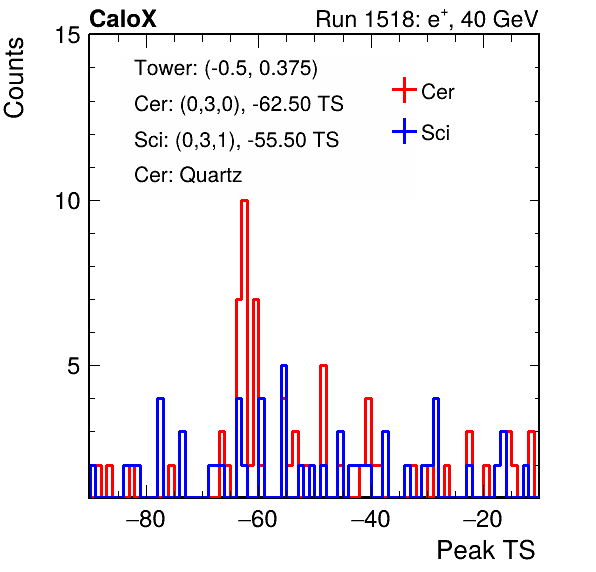 CaloX Run 1518: e⁺, 40 GeV
15
Counts
Tower: (-0.5, 0.375)
Cer: (0,3,0), -62.50 TS
Sci: (0,3,1), -55.50 TS
Cer: Quartz
Cer
Sci
10
5
−80 −60 −40 −20
Peak TS